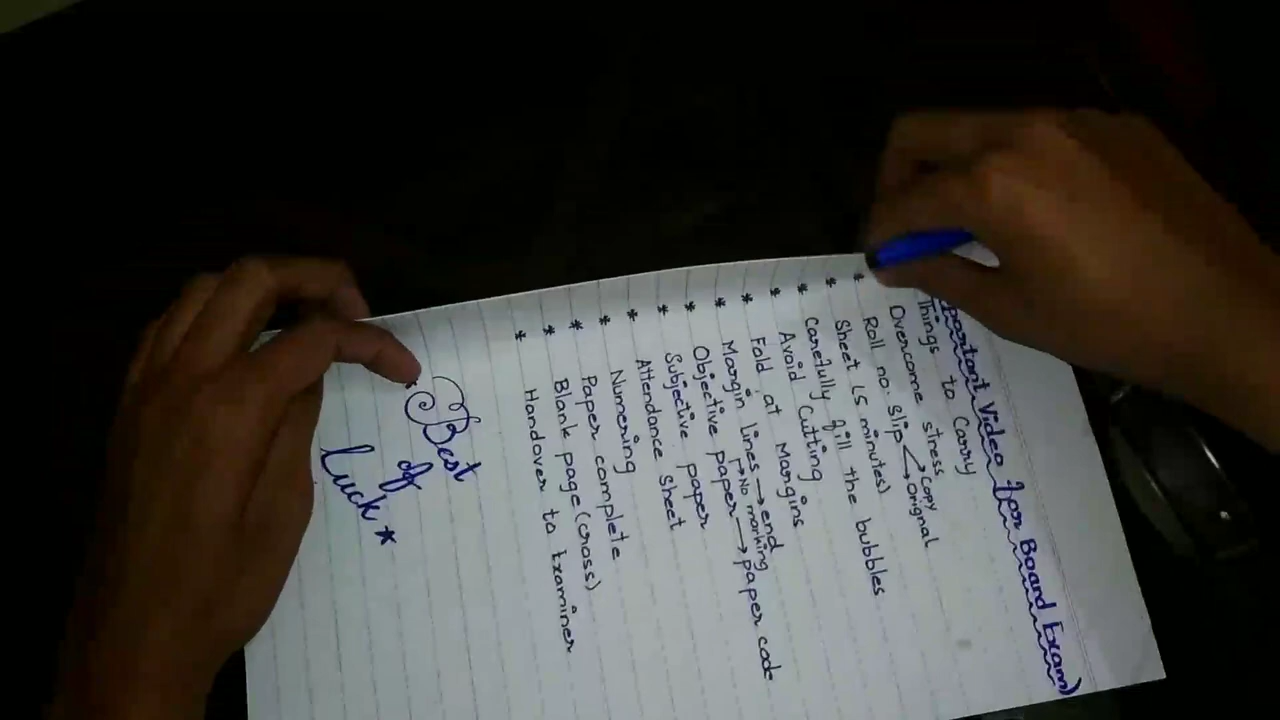 portant Video for Board Exam)
Things to Carry
Overcome stress
Roll no. Slip → Copy → Orignal
Sheet (5 minutes)
Carefully fill the bubbles
Avoid Cutting
Fold at Margins
Margin lines → end → No marking
Objective paper → paper code
Subjective paper
Attendance Sheet
Numering
Paper complete
Blank page (cross)
Handover to Examiner
*Best
of
Luck*